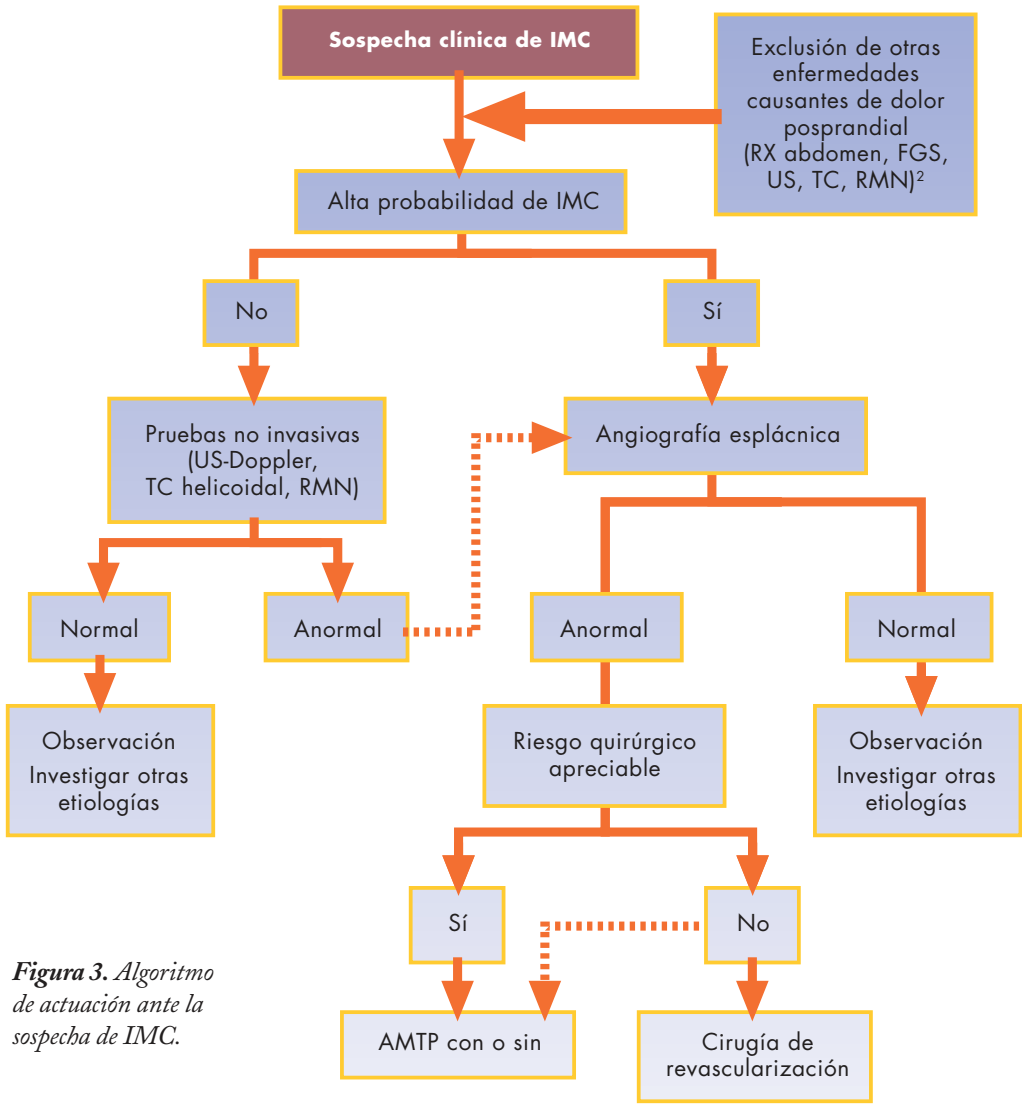 Sospecha clínica de IMC
Exclusión de otras
enfermedades
causantes de dolor
posprandial
(RX abdomen, FGS,
US, TC, RMN)²
Alta probabilidad de IMC
No
Sí
Pruebas no invasivas
(US-Doppler,
TC helicoidal, RMN)
Angiografía esplácnica
Normal
Anormal
Anormal
Normal
Observación
Investigar otras
etiologías
Riesgo quirúrgico
apreciable
Observación
Investigar otras
etiologías
Sí
No
AMTP con o sin
Cirugía de
revascularización
Figura 3. Algoritmo
de actuación ante la
sospecha de IMC.